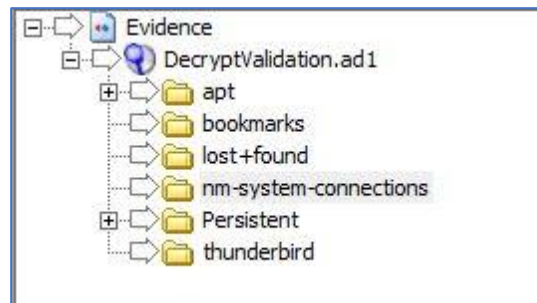 Evidence
DecryptValidation.ad1
apt
bookmarks
lost+found
nm-system-connections
Persistent
thunderbird